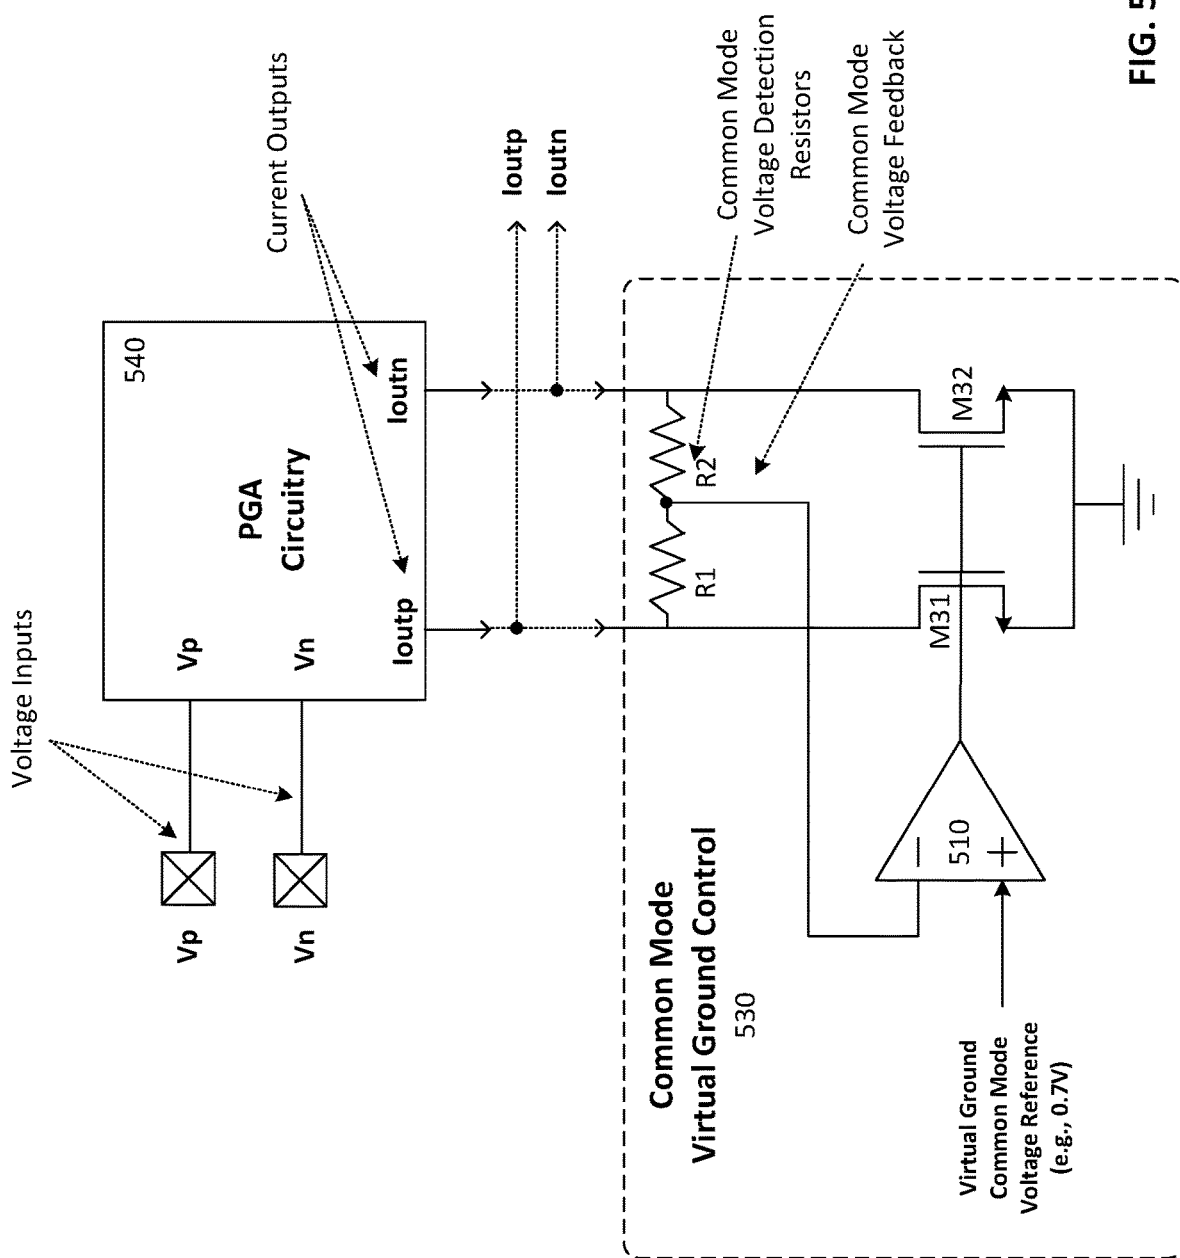 Voltage Inputs
Current Outputs
Vp
Vn
Vp
Vn
540
PGA
Circuitry
Ioutp
Ioutn
Ioutp
Ioutn
Common Mode
Virtual Ground Control
530
R1
R2
Common Mode
Voltage Detection
Resistors
Common Mode
Voltage Feedback
M31
M32
510
Virtual Ground
Common Mode
Voltage Reference
(e.g., 0.7V)
FIG. 5